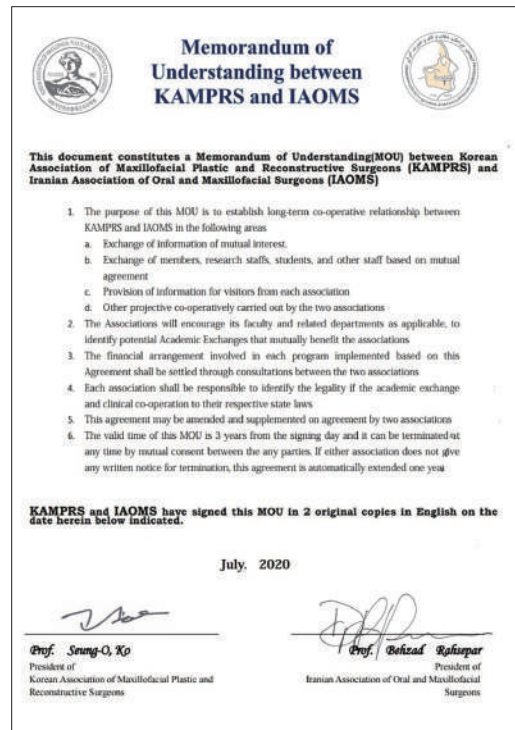 Memorandum of
Understanding between
KAMPRS and IAOMS
This document constitutes a Memorandum of Understanding(MOU) between Korean
Association of Maxillofacial Plastic and Reconstructive Surgeons (KAMPRS) and
Iranian Association of Oral and Maxillofacial Surgeons (IAOMS)
1. The purpose of this MOU is to establish long-term co-operative relationship between
KAMPRS and IAOMS in the following areas
a. Exchange of information of mutual interest.
b. Exchange of members, research staffs, students, and other staff based on mutual
agreement
c. Provision of information for visitors from each association
d. Other projective co-operatively carried out by the two associations
2. The Associations will encourage its faculty and related departments as applicable, to
identify potential Academic Exchanges that mutually benefit the associations
3. The financial arrangement involved in each program implemented based on this
Agreement shall be settled through consultations between the two associations
4. Each association shall be responsible to identify the legality if the academic exchange
and clinical co-operation to their respective state laws
5. This agreement may be amended and supplemented on agreement by two associations
6. The valid time of this MOU is 3 years from the signing day and it can be terminated at
any time by mutual consent between the any parties. If either association does not give
any written notice for termination, this agreement is automatically extended one year
KAMPRS and IAOMS have signed this MOU in 2 original copies in English on the
date herein below indicated.
July. 2020
Prof. Seung-O, Ko
President of
Korean Association of Maxillofacial Plastic and
Reconstructive Surgeons
Prof. Behzad Rahsepar
President of
Iranian Association of Oral and Maxillofacial
Surgeons